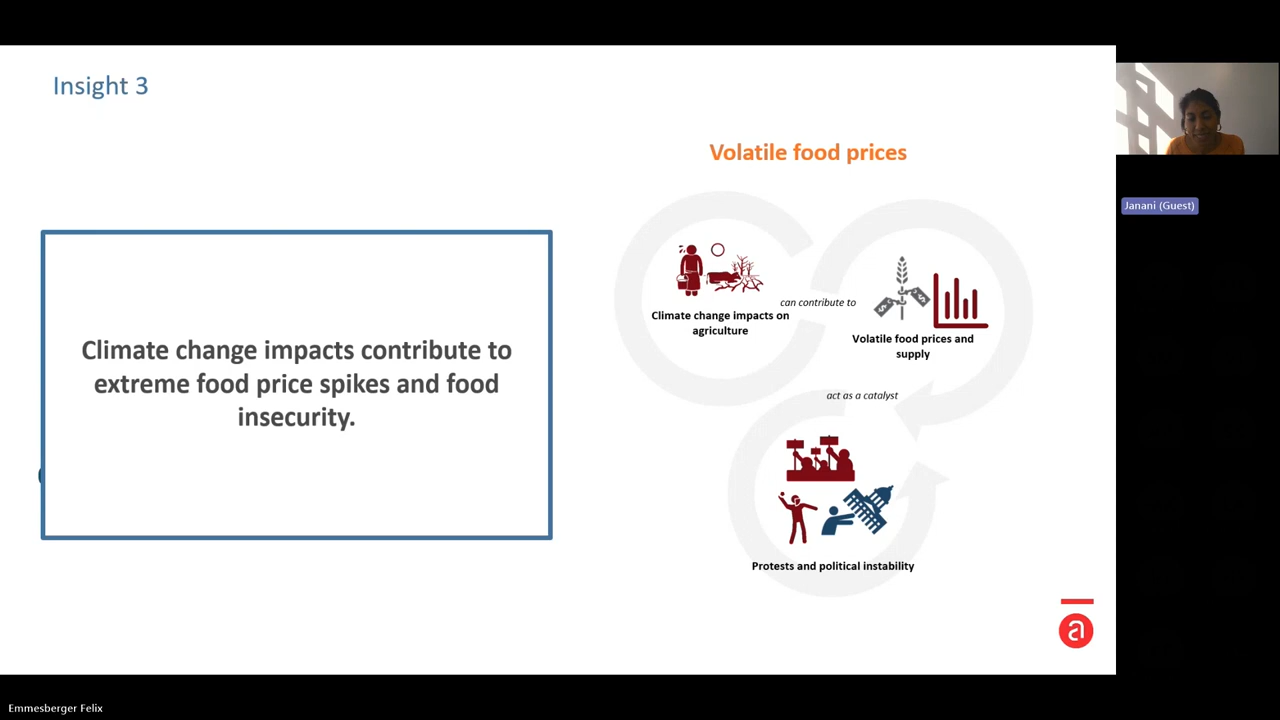 Insight 3
Volatile food prices
Climate change impacts contribute to
extreme food price spikes and food
insecurity.
Climate change impacts on
agriculture
can contribute to
Volatile food prices and
supply
act as a catalyst
Protests and political instability
Janani (Guest)
Emmesberger Felix